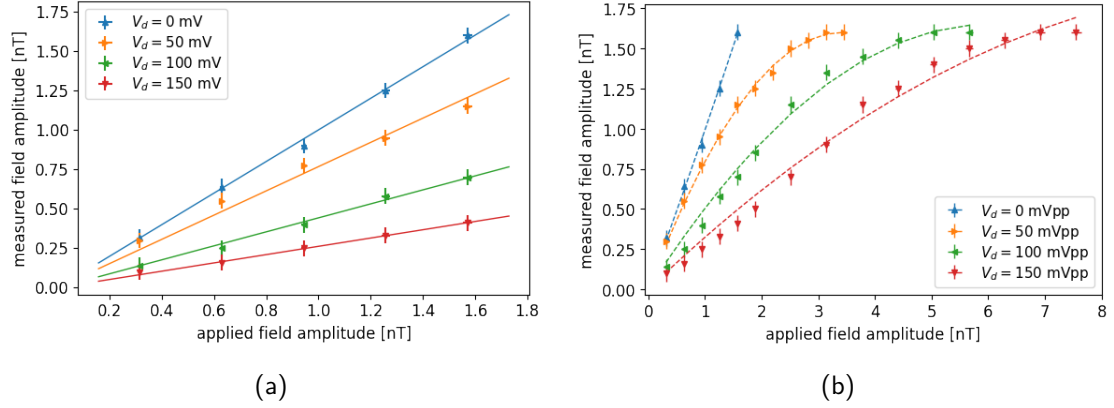 measured field amplitude [nT]
1.75
1.50
1.25
1.00
0.75
0.50
0.25
0.00
V_d = 0 mV
V_d = 50 mV
V_d = 100 mV
V_d = 150 mV
0.2 0.4 0.6 0.8 1.0 1.2 1.4 1.6 1.8
applied field amplitude [nT]
(a)
measured field amplitude [nT]
1.75
1.50
1.25
1.00
0.75
0.50
0.25
0.00
V_d = 0 mVpp
V_d = 50 mVpp
V_d = 100 mVpp
V_d = 150 mVpp
0 1 2 3 4 5 6 7 8
applied field amplitude [nT]
(b)